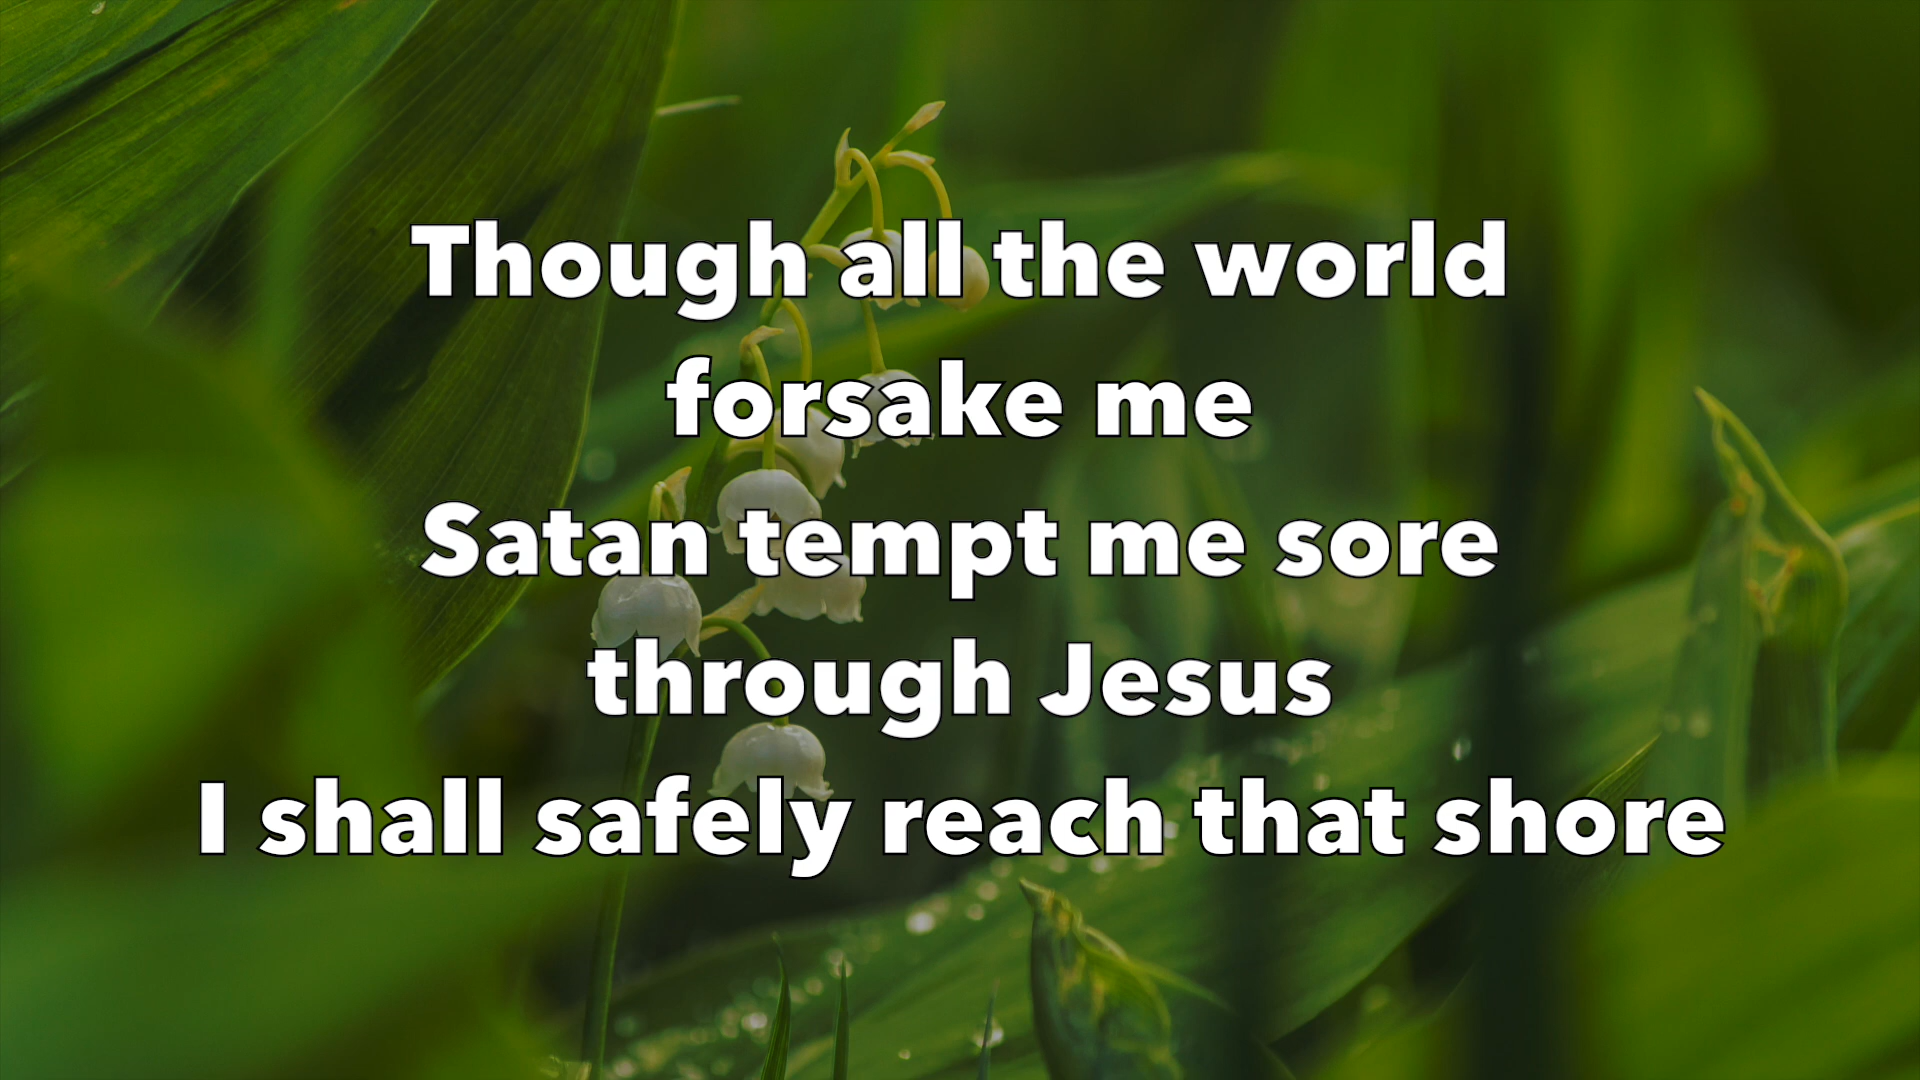 Though all the world
forsake me
Satan tempt me sore
through Jesus
I shall safely reach that shore